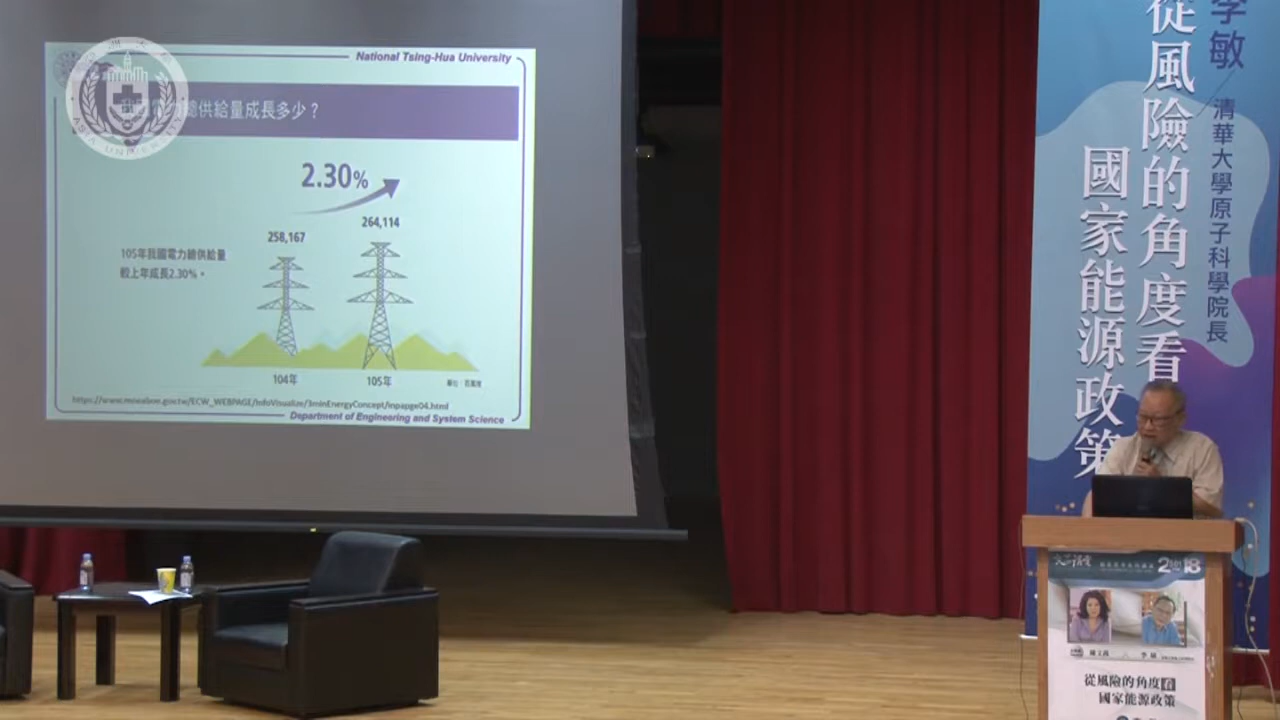 National Tsing-Hua University
總供給量成長多少?
2.30%
264,114
258,167
105年我國電力總供給量
較上年成長2.30%。
104年
105年
Department of Engineering and System Science
ASIA UNIVERSITY
李敏
清華大學原子科學院長
從風險的角度看
國家能源政策
2018
從風險的角度看
國家能源政策